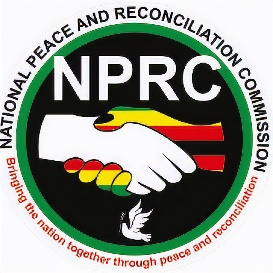 NATIONAL PEACE AND RECONCILIATION COMMISSION
NPRC
Bringing the nation together through peace and reconciliation